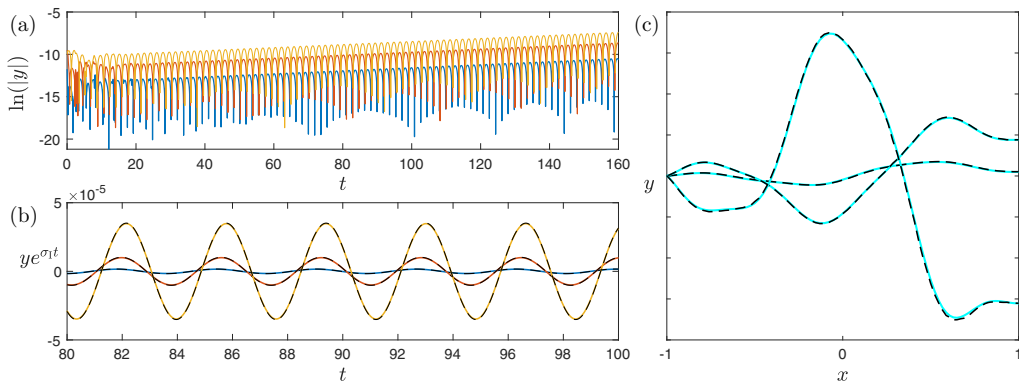 (a)
-5
-10
-15
-20
ln(|y|)
0 20 40 60 80 100 120 140 160
t
(b)
×10⁻⁵
5
0
-5
ye^{σ_I t}
80 82 84 86 88 90 92 94 96 98 100
t
(c)
y
-1 0 1
x